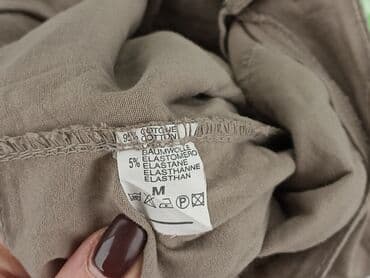 COTTON
BAUMWOLLE
5% ELASTOMERO
ELASTANE
ELASTHANNE
ELASTHAN
M
P